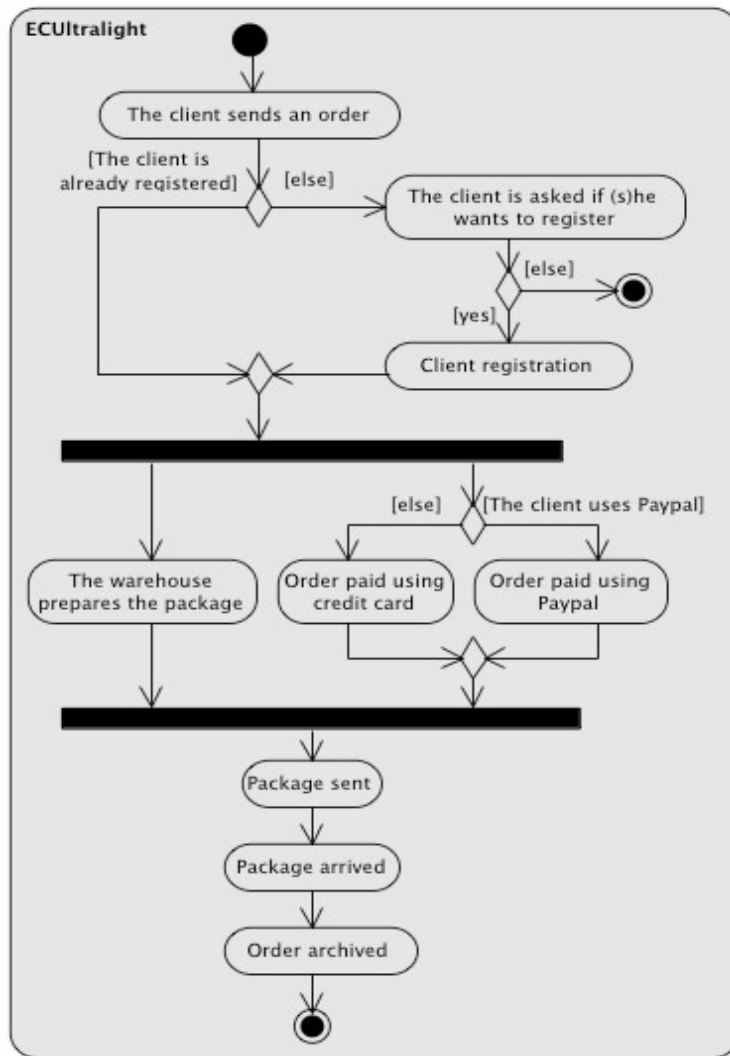 ECUltralight
The client sends an order
[The client is
already registered]
[else]
The client is asked if (s)he
wants to register
[else]
[yes]
Client registration
[else]
[The client uses Paypal]
The warehouse
prepares the package
Order paid using
credit card
Order paid using
Paypal
Package sent
Package arrived
Order archived